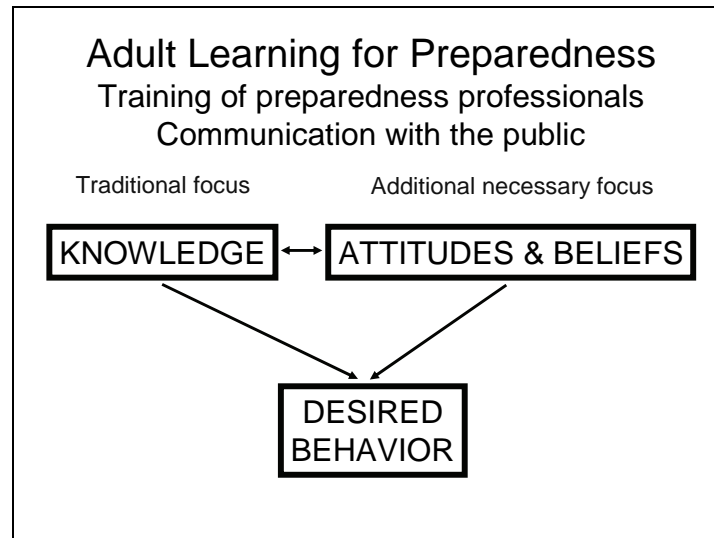 Adult Learning for Preparedness
Training of preparedness professionals
Communication with the public
Traditional focus
Additional necessary focus
KNOWLEDGE
ATTITUDES & BELIEFS
DESIRED
BEHAVIOR